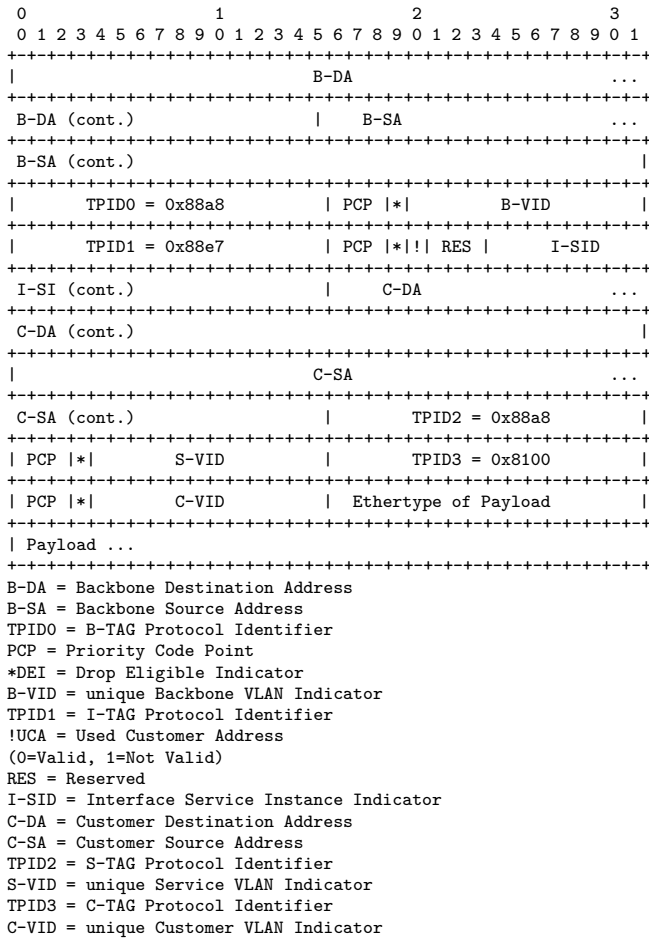 0                   1                   2                   3
 0 1 2 3 4 5 6 7 8 9 0 1 2 3 4 5 6 7 8 9 0 1 2 3 4 5 6 7 8 9 0 1
+-+-+-+-+-+-+-+-+-+-+-+-+-+-+-+-+-+-+-+-+-+-+-+-+-+-+-+-+-+-+-+-+
|                              B-DA                          ...
+-+-+-+-+-+-+-+-+-+-+-+-+-+-+-+-+-+-+-+-+-+-+-+-+-+-+-+-+-+-+-+-+
 B-DA (cont.)                  |   B-SA                     ...
+-+-+-+-+-+-+-+-+-+-+-+-+-+-+-+-+-+-+-+-+-+-+-+-+-+-+-+-+-+-+-+-+
 B-SA (cont.)                                                  |
+-+-+-+-+-+-+-+-+-+-+-+-+-+-+-+-+-+-+-+-+-+-+-+-+-+-+-+-+-+-+-+-+
|       TPID0 = 0x88a8          | PCP |*|         B-VID         |
+-+-+-+-+-+-+-+-+-+-+-+-+-+-+-+-+-+-+-+-+-+-+-+-+-+-+-+-+-+-+-+-+
|       TPID1 = 0x88e7          | PCP |*|!| RES |      I-SID
+-+-+-+-+-+-+-+-+-+-+-+-+-+-+-+-+-+-+-+-+-+-+-+-+-+-+-+-+-+-+-+-+
 I-SI (cont.)                   |     C-DA                   ...
+-+-+-+-+-+-+-+-+-+-+-+-+-+-+-+-+-+-+-+-+-+-+-+-+-+-+-+-+-+-+-+-+
 C-DA (cont.)                                                  |
+-+-+-+-+-+-+-+-+-+-+-+-+-+-+-+-+-+-+-+-+-+-+-+-+-+-+-+-+-+-+-+-+
|                              C-SA                          ...
+-+-+-+-+-+-+-+-+-+-+-+-+-+-+-+-+-+-+-+-+-+-+-+-+-+-+-+-+-+-+-+-+
 C-SA (cont.)                   |        TPID2 = 0x88a8         |
+-+-+-+-+-+-+-+-+-+-+-+-+-+-+-+-+-+-+-+-+-+-+-+-+-+-+-+-+-+-+-+-+
| PCP |*|        S-VID          |        TPID3 = 0x8100         |
+-+-+-+-+-+-+-+-+-+-+-+-+-+-+-+-+-+-+-+-+-+-+-+-+-+-+-+-+-+-+-+-+
| PCP |*|        C-VID          |  Ethertype of Payload         |
+-+-+-+-+-+-+-+-+-+-+-+-+-+-+-+-+-+-+-+-+-+-+-+-+-+-+-+-+-+-+-+-+
| Payload ...
+-+-+-+-+-+-+-+-+-+-+-+-+-+-+-+-+-+-+-+-+-+-+-+-+-+-+-+-+-+-+-+-+
B-DA = Backbone Destination Address
B-SA = Backbone Source Address
TPID0 = B-TAG Protocol Identifier
PCP = Priority Code Point
*DEI = Drop Eligible Indicator
B-VID = unique Backbone VLAN Indicator
TPID1 = I-TAG Protocol Identifier
!UCA = Used Customer Address
(0=Valid, 1=Not Valid)
RES = Reserved
I-SID = Interface Service Instance Indicator
C-DA = Customer Destination Address
C-SA = Customer Source Address
TPID2 = S-TAG Protocol Identifier
S-VID = unique Service VLAN Indicator
TPID3 = C-TAG Protocol Identifier
C-VID = unique Customer VLAN Indicator